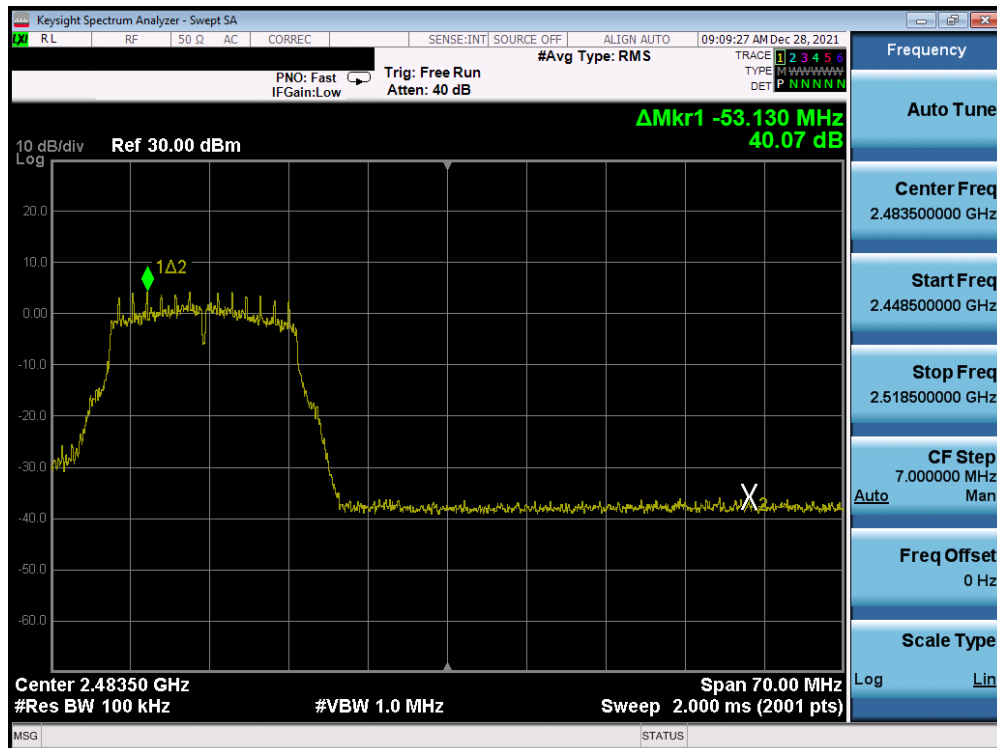 Keysight Spectrum Analyzer - Swept SA
LXI RL RF 50 Ω AC CORREC SENSE:INT SOURCE OFF ALIGN AUTO 09:09:27 AM Dec 28, 2021
#Avg Type: RMS
TRACE 1 2 3 4 5 6
TYPE M WWWWWW
DET P N N N N N
PNO: Fast
IFGain:Low
Trig: Free Run
Atten: 40 dB
ΔMkr1 -53.130 MHz
40.07 dB
10 dB/div Ref 30.00 dBm
Log
20.0
10.0
1Δ2
0.00
-10.0
-20.0
-30.0
2
-40.0
-50.0
-60.0
Center 2.48350 GHz Span 70.00 MHz
#Res BW 100 kHz #VBW 1.0 MHz Sweep 2.000 ms (2001 pts)
MSG STATUS
Frequency
Auto Tune
Center Freq
2.483500000 GHz
Start Freq
2.448500000 GHz
Stop Freq
2.518500000 GHz
CF Step
7.000000 MHz
Auto Man
Freq Offset
0 Hz
Scale Type
Log Lin